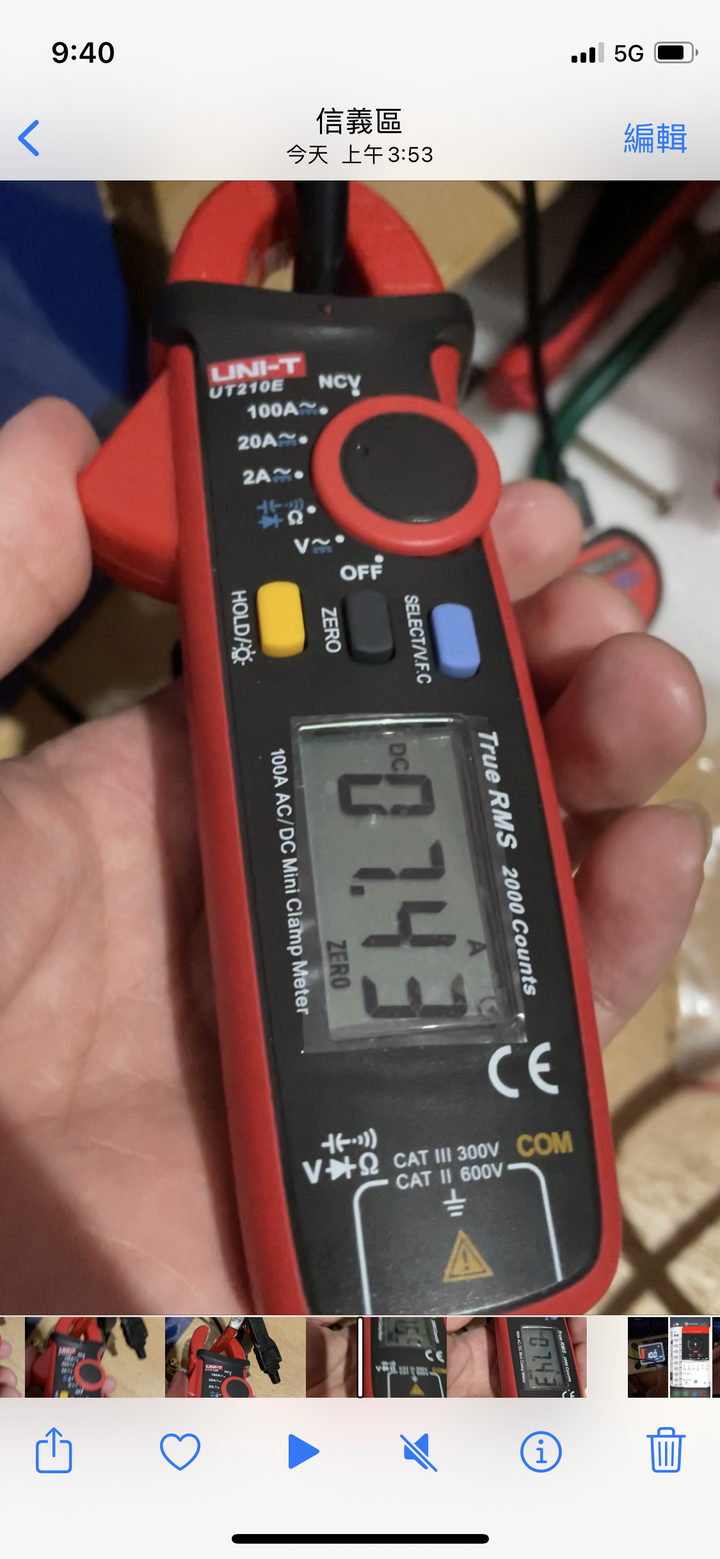 9:40
5G
信義區
今天 上午3:53
編輯
UNI-T
UT210E
NCV
100A
20A
2A
Ω
V
OFF
HOLD/
ZERO
SELECT/V.F.C
True RMS 2000 Counts
DC
07.43
A
ZERO
100A AC/DC Mini Clamp Meter
CE
V Ω
CAT III 300V
CAT II 600V
COM